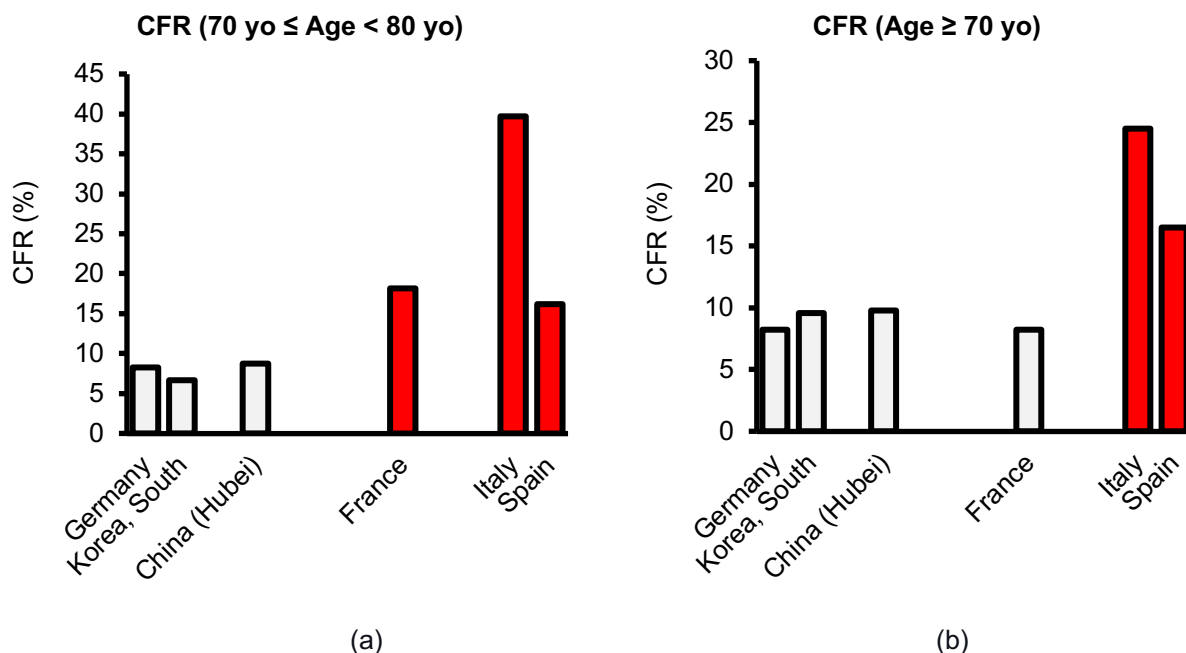 CFR (70 yo ≤ Age < 80 yo)
CFR (%)
45
40
35
30
25
20
15
10
5
0
Germany
Korea, South
China (Hubei)
France
Italy
Spain
(a)
CFR (Age ≥ 70 yo)
CFR (%)
30
25
20
15
10
5
0
Germany
Korea, South
China (Hubei)
France
Italy
Spain
(b)